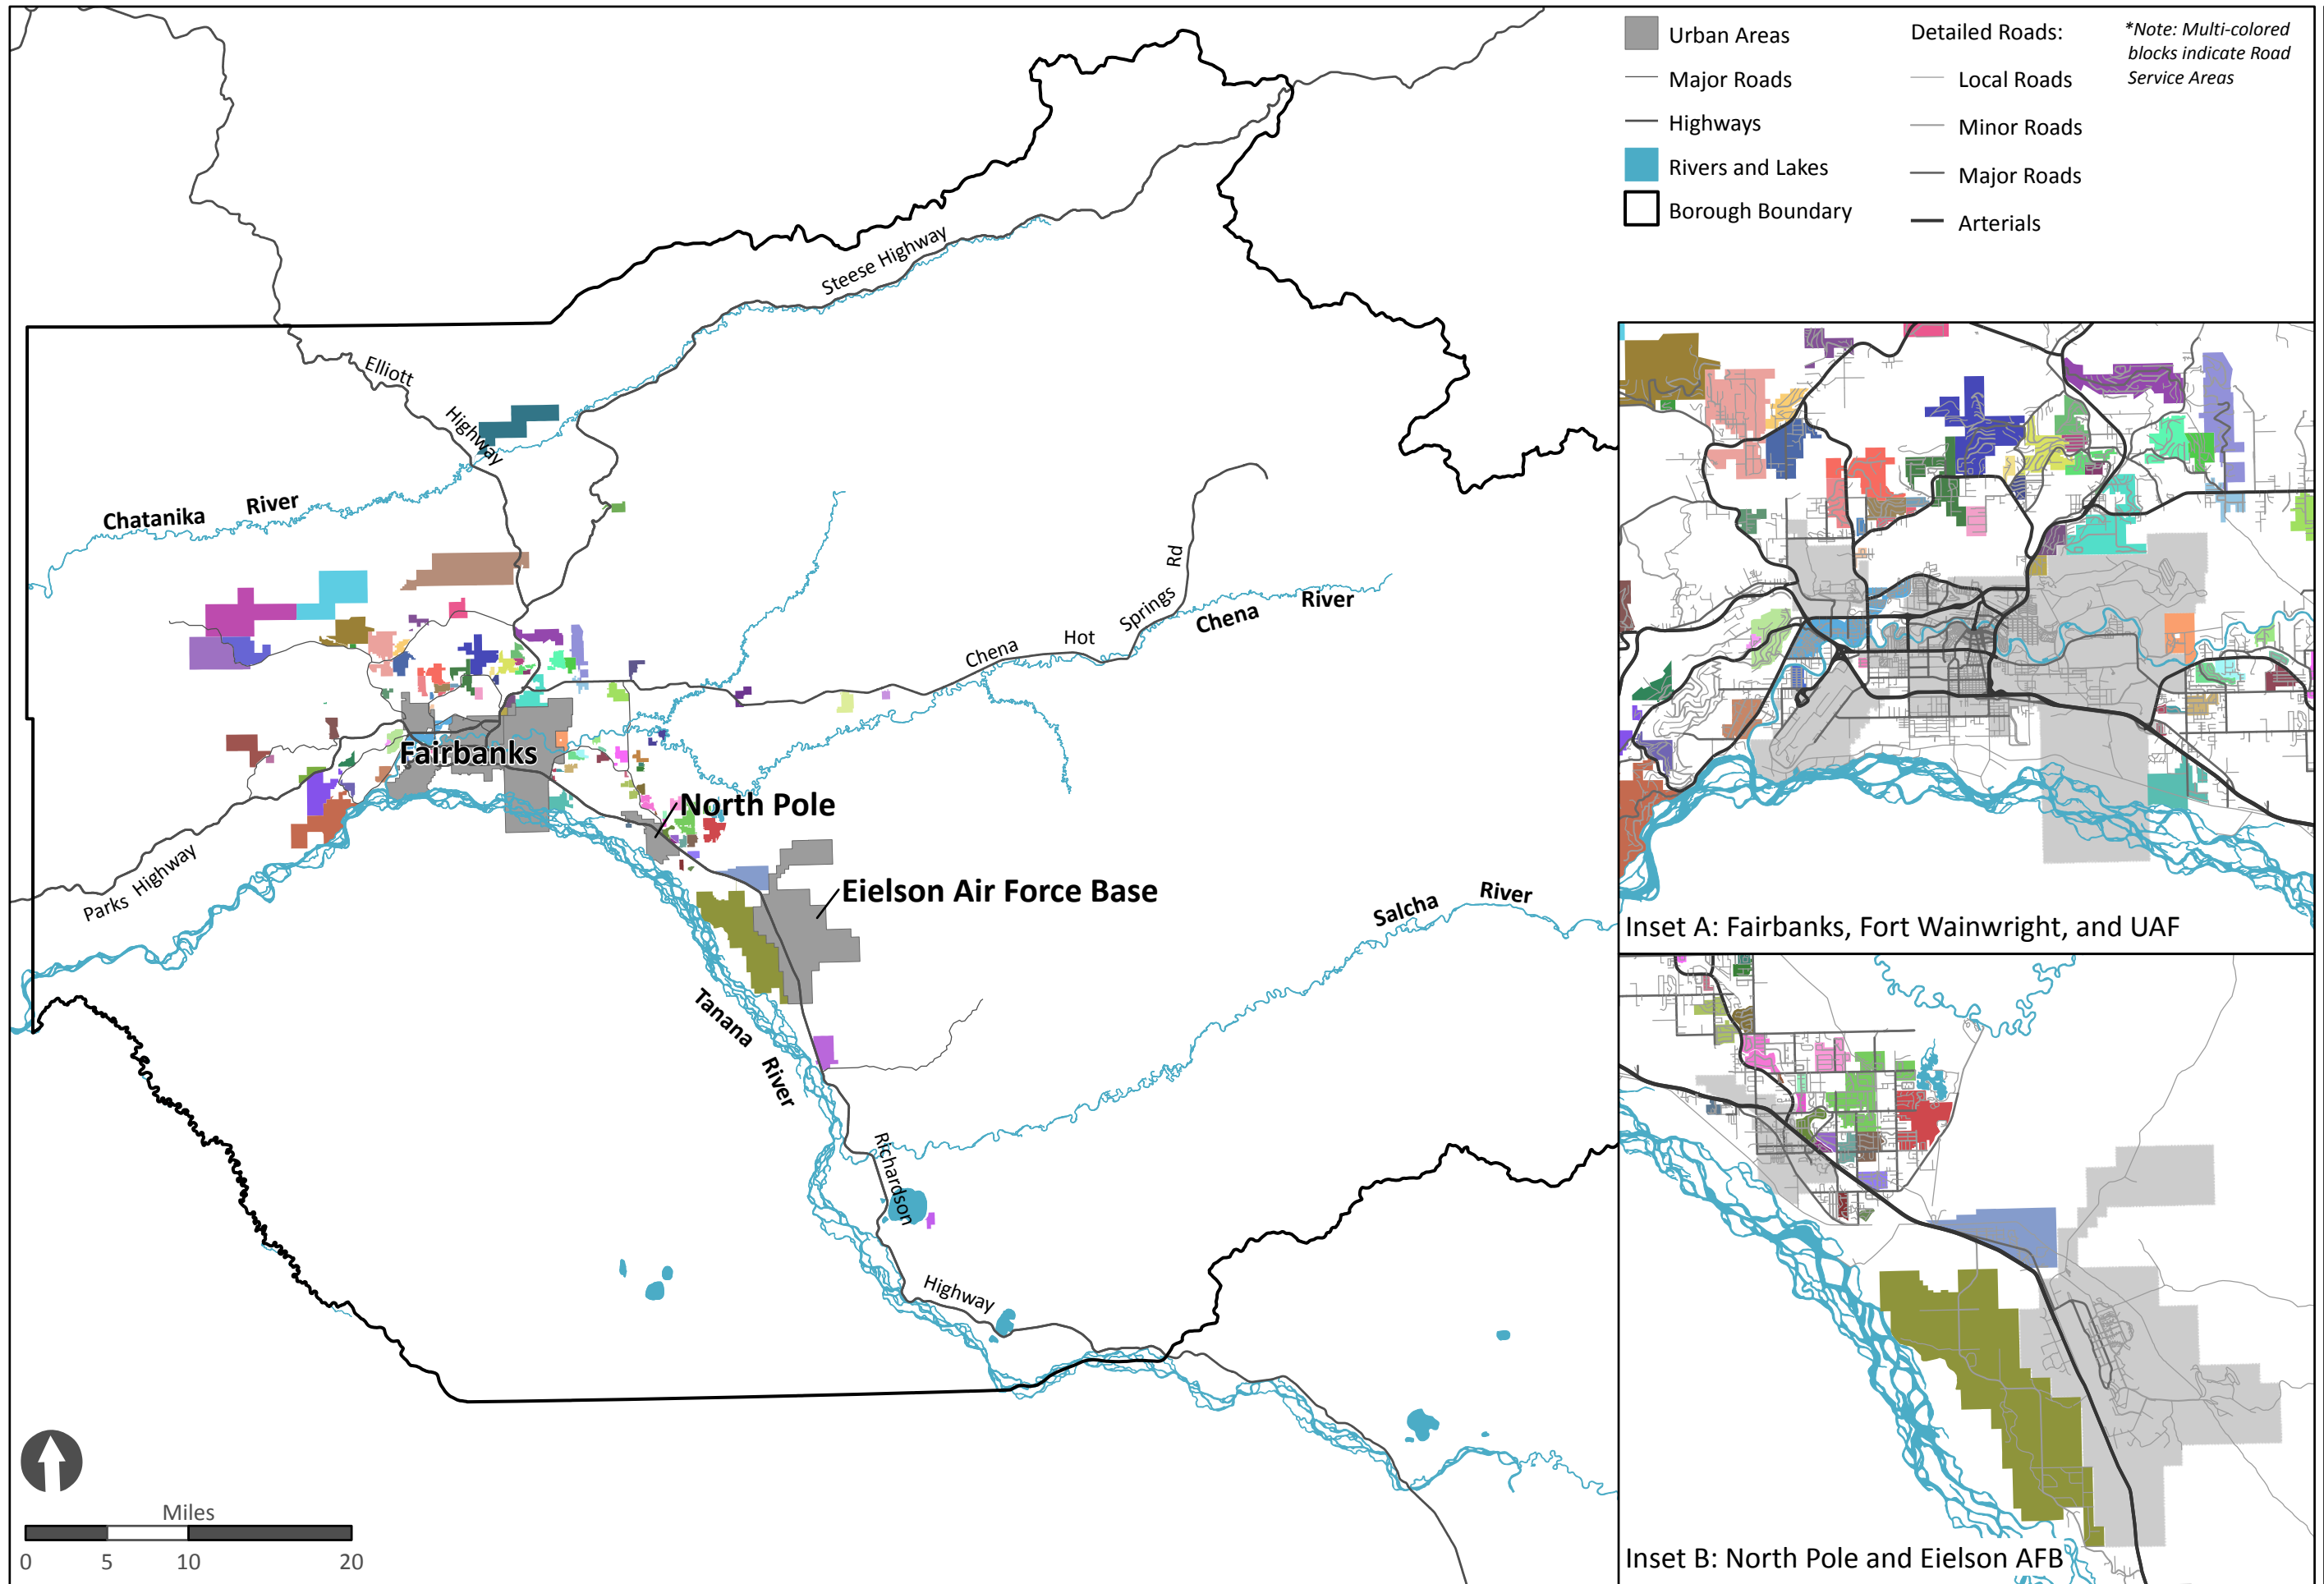 Urban Areas
Major Roads
Highways
Rivers and Lakes
Borough Boundary
Detailed Roads:
Local Roads
Minor Roads
Major Roads
Arterials
*Note: Multi-colored
blocks indicate Road
Service Areas
Steese Highway
Elliott
Highway
Chatanika River
Chena Hot Springs Rd
Chena River
Fairbanks
North Pole
Eielson Air Force Base
Parks Highway
Salcha River
Tanana River
Richardson
Highway
Miles
0 5 10 20
Inset A: Fairbanks, Fort Wainwright, and UAF
Inset B: North Pole and Eielson AFB